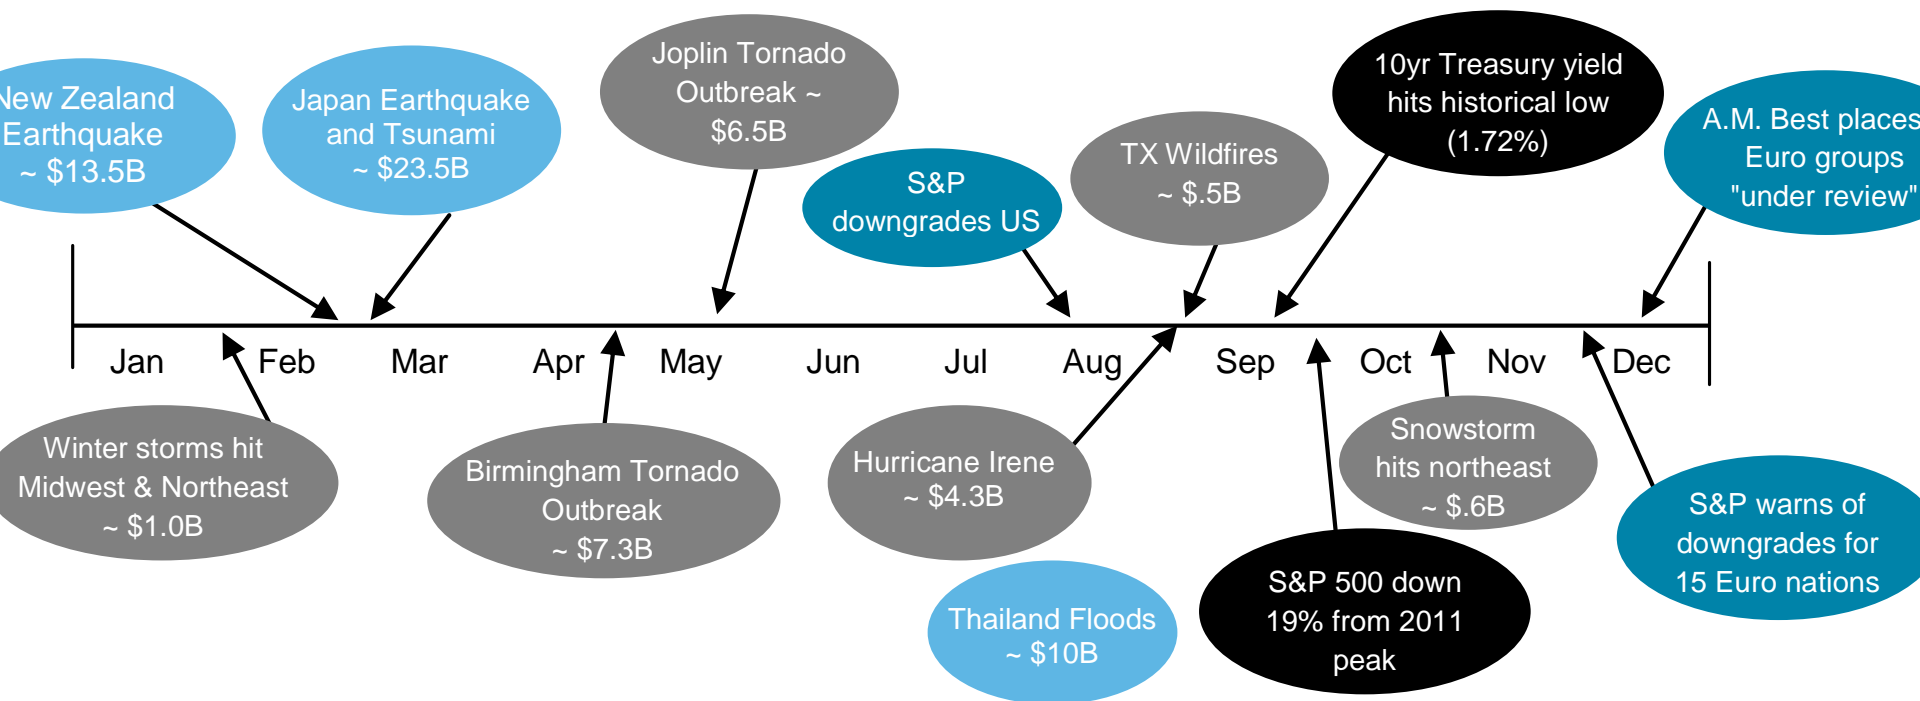 New Zealand
Earthquake
~ $13.5B
Japan Earthquake
and Tsunami
~ $23.5B
Joplin Tornado
Outbreak ~
$6.5B
S&P
downgrades US
TX Wildfires
~ $.5B
10yr Treasury yield
hits historical low
(1.72%)
A.M. Best places
Euro groups
"under review"
Jan Feb Mar Apr May Jun Jul Aug Sep Oct Nov Dec
Winter storms hit
Midwest & Northeast
~ $1.0B
Birmingham Tornado
Outbreak
~ $7.3B
Hurricane Irene
~ $4.3B
Thailand Floods
~ $10B
S&P 500 down
19% from 2011
peak
Snowstorm
hits northeast
~ $.6B
S&P warns of
downgrades for
15 Euro nations